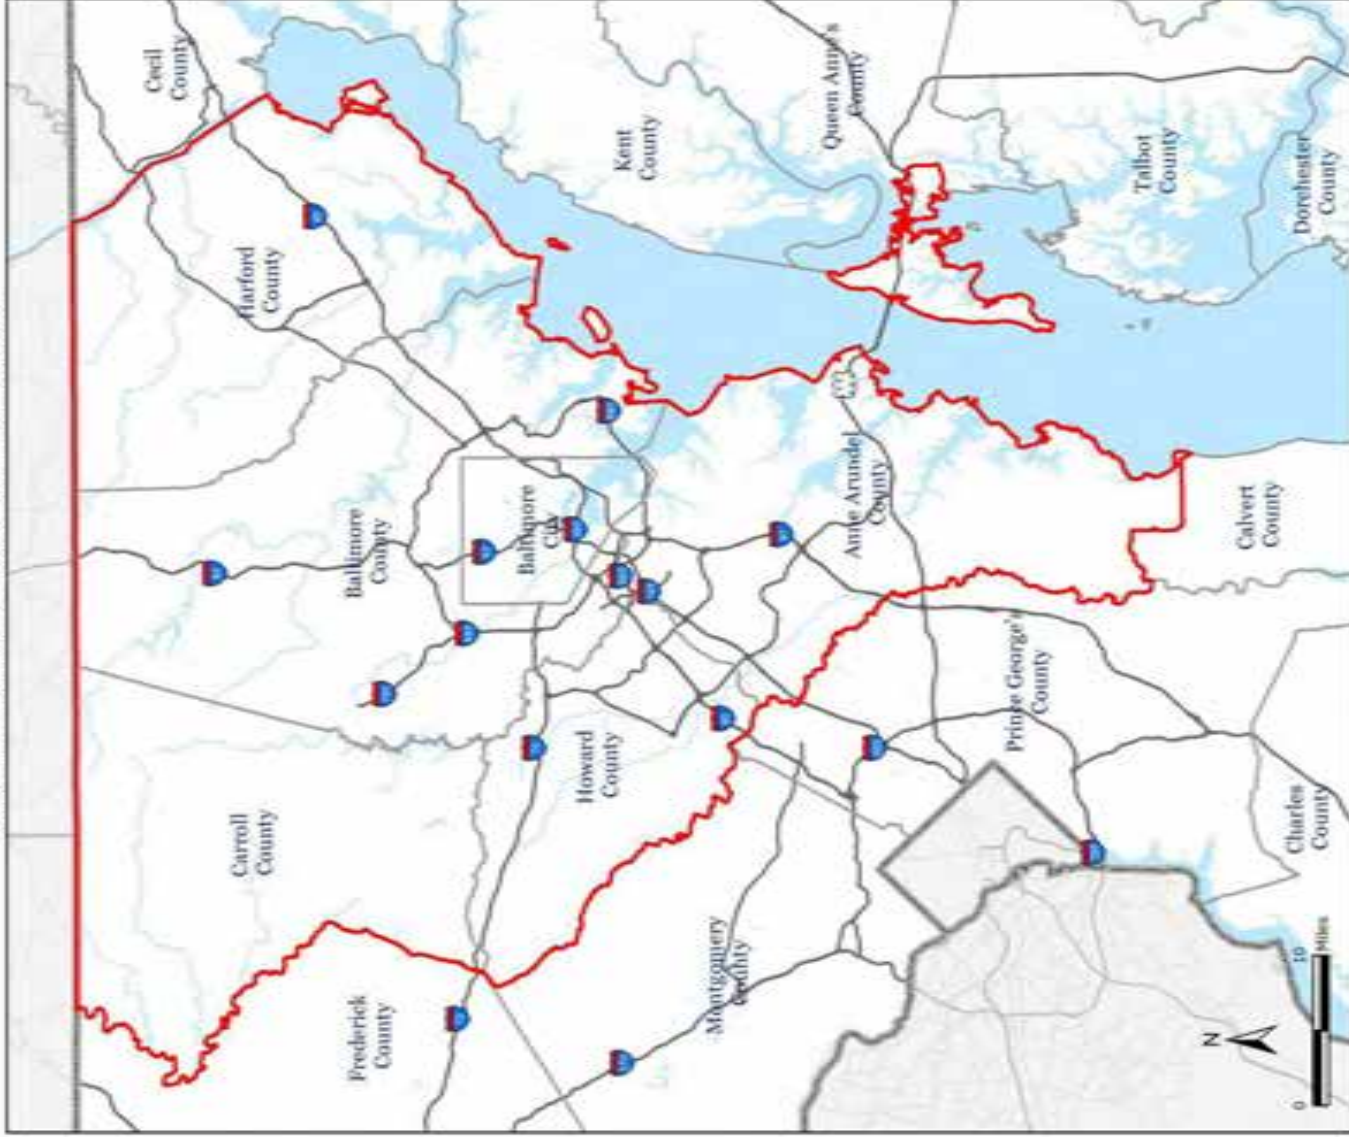 Cecil
County
Harford
County
Kent
County
Queen Anne's
County
Talbot
County
Dorchester
County
Baltimore
County
Baltimore
City
Anne Arundel
County
Calvert
County
Carroll
County
Howard
County
Prince George's
County
Frederick
County
Montgomery
County
Charles
County
N
0
10
Miles